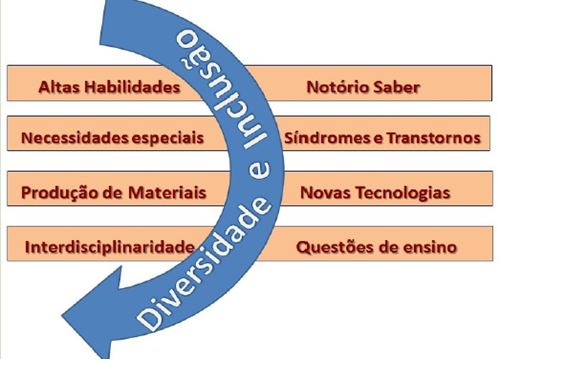 Diversidade e Inclusão
Altas Habilidades Notório Saber
Necessidades especiais Síndromes e Transtornos
Produção de Materiais Novas Tecnologias
Interdisciplinaridade Questões de ensino